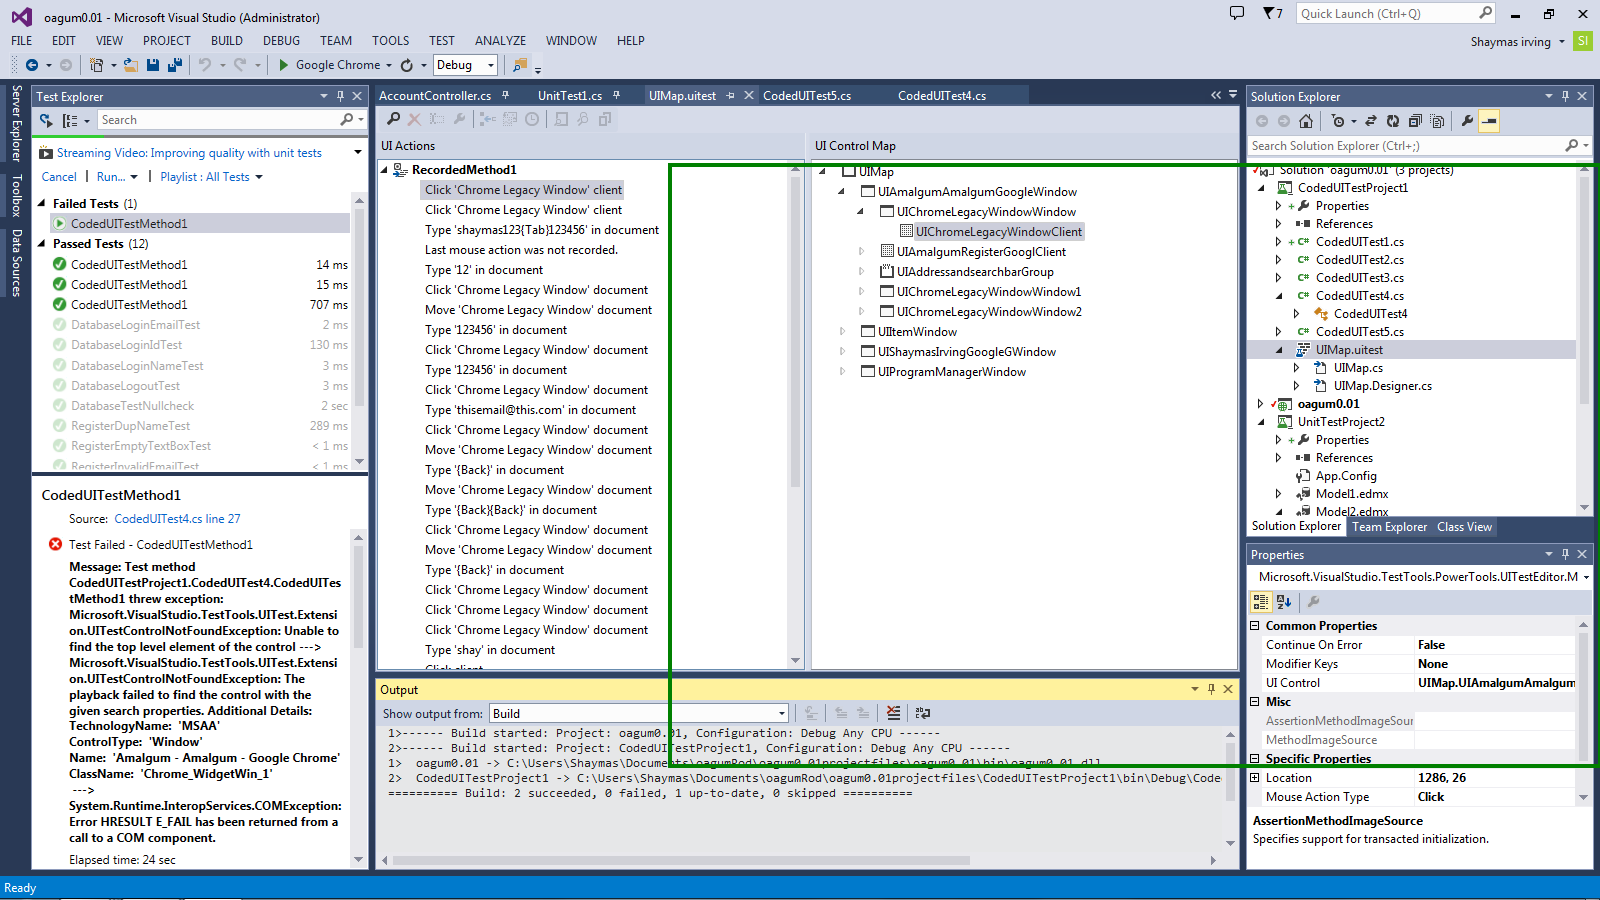 oagum0.01 - Microsoft Visual Studio (Administrator)
7
Quick Launch (Ctrl+Q)
FILE EDIT VIEW PROJECT BUILD DEBUG TEAM TOOLS TEST ANALYZE WINDOW HELP
Shaymas irving
SI
Google Chrome
Debug
Server Explorer
Toolbox
Data Sources
Test Explorer
Search
Streaming Video: Improving quality with unit tests
Cancel | Run... | Playlist : All Tests
Failed Tests (1)
CodedUITestMethod1
Passed Tests (12)
CodedUITestMethod1 14 ms
CodedUITestMethod1 15 ms
CodedUITestMethod1 707 ms
DatabaseLoginEmailTest 2 ms
DatabaseLoginIdTest 130 ms
DatabaseLoginNameTest 3 ms
DatabaseLogoutTest 3 ms
DatabaseTestNullcheck 2 sec
RegisterDupNameTest 289 ms
RegisterEmptyTextBoxTest < 1 ms
RegisterInvalidEmailTest < 1 ms
CodedUITestMethod1
Source: CodedUITest4.cs line 27
Test Failed - CodedUITestMethod1
Message: Test method
CodedUITestProject1.CodedUITest4.CodedUITes
tMethod1 threw exception:
Microsoft.VisualStudio.TestTools.UITest.Extensi
on.UITestControlNotFoundException: Unable to
find the top level element of the control --->
Microsoft.VisualStudio.TestTools.UITest.Extensi
on.UITestControlNotFoundException: The
playback failed to find the control with the
given search properties. Additional Details:
TechnologyName: 'MSAA'
ControlType: 'Window'
Name: 'Amalgum - Google Chrome'
ClassName: 'Chrome_WidgetWin_1'
--->
System.Runtime.InteropServices.COMException:
Error HRESULT E_FAIL has been returned from a
call to a COM component.
Elapsed time: 24 sec
AccountController.cs UnitTest1.cs UIMap.uitest CodedUITest5.cs CodedUITest4.cs
UI Actions
RecordedMethod1
Click 'Chrome Legacy Window' client
Click 'Chrome Legacy Window' client
Type 'shaymas123{Tab}123456' in document
Last mouse action was not recorded.
Type '12' in document
Click 'Chrome Legacy Window' document
Move 'Chrome Legacy Window' document
Type '123456' in document
Click 'Chrome Legacy Window' document
Type '123456' in document
Click 'Chrome Legacy Window' document
Type 'thisemail@this.com' in document
Click 'Chrome Legacy Window' document
Move 'Chrome Legacy Window' document
Type '{Back}' in document
Move 'Chrome Legacy Window' document
Type '{Back}{Back}' in document
Click 'Chrome Legacy Window' document
Move 'Chrome Legacy Window' document
Type '{Back}' in document
Click 'Chrome Legacy Window' document
Click 'Chrome Legacy Window' document
Click 'Chrome Legacy Window' document
Type 'shay' in document
Click client
UI Control Map
UIMap
UIAmalgumAmalgumGoogleWindow
UIChromeLegacyWindowWindow
UIChromeLegacyWindowClient
UIAmalgumRegisterGooglClient
UIAddressandsearchbarGroup
UIChromeLegacyWindowWindow1
UIChromeLegacyWindowWindow2
UIItemWindow
UIShaymasIrvingGoogleGWindow
UIProgramManagerWindow
Output
Show output from: Build
1>------ Build started: Project: oagum0.01, Configuration: Debug Any CPU ------
2>------ Build started: Project: CodedUITestProject1, Configuration: Debug Any CPU ------
1> oagum0.01 -> C:\Users\Shaymas\Documents\oagumRod\oagum0.01projectfiles\oagum0.01\bin\oagum0.01.dll
2> CodedUITestProject1 -> C:\Users\Shaymas\Documents\oagumRod\oagum0.01projectfiles\CodedUITestProject1\bin\Debug\Code
========== Build: 2 succeeded, 0 failed, 1 up-to-date, 0 skipped ==========
Solution Explorer
Search Solution Explorer (Ctrl+;)
Solution 'oagum0.01' (3 projects)
CodedUITestProject1
Properties
References
CodedUITest1.cs
CodedUITest2.cs
CodedUITest3.cs
CodedUITest4.cs
CodedUITest4
CodedUITest5.cs
UIMap.uitest
UIMap.cs
UIMap.Designer.cs
oagum0.01
UnitTestProject2
Properties
References
App.Config
Model1.edmx
Model2.edmx
Solution Explorer Team Explorer Class View
Properties
Microsoft.VisualStudio.TestTools.PowerTools.UITestEditor.M
Common Properties
Continue On Error False
Modifier Keys None
UI Control UIMap.UIAmalgumAmalgum
Misc
AssertionMethodImageSour
MethodImageSource
Specific Properties
Location 1286, 26
Mouse Action Type Click
AssertionMethodImageSource
Specifies support for transacted initialization.
Ready